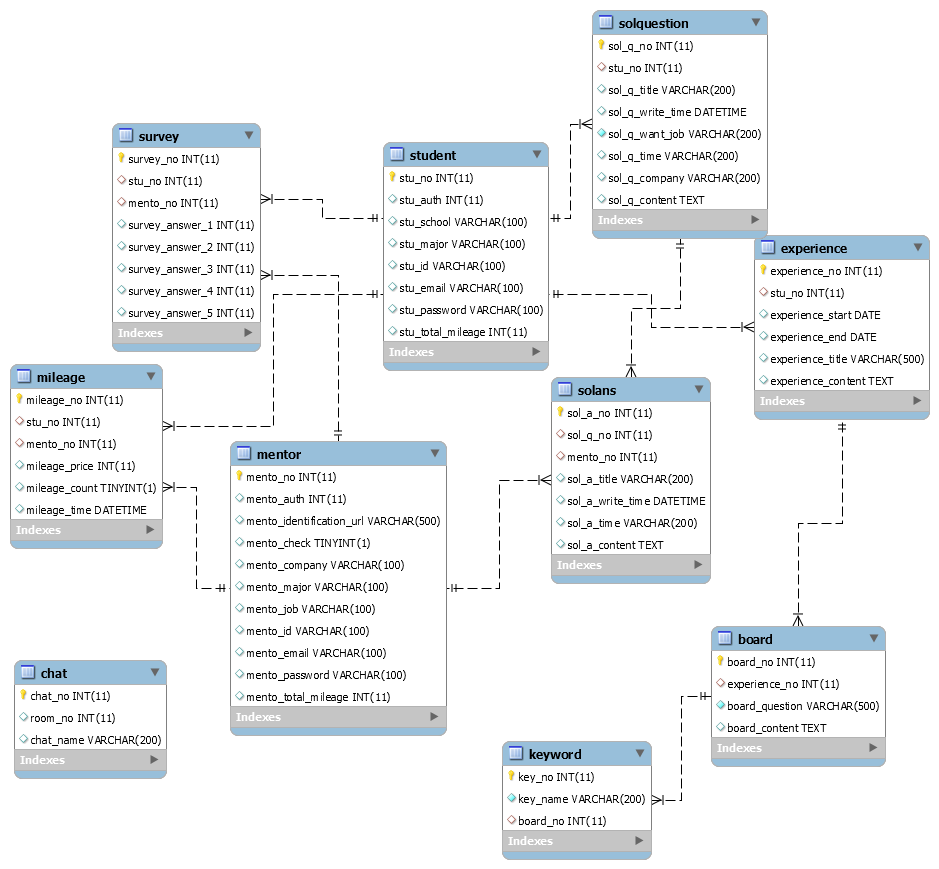 solquestion
sol_q_no INT(11)
stu_no INT(11)
sol_q_title VARCHAR(200)
sol_q_write_time DATETIME
sol_q_want_job VARCHAR(200)
sol_q_time VARCHAR(200)
sol_q_company VARCHAR(200)
sol_q_content TEXT
Indexes
survey
survey_no INT(11)
stu_no INT(11)
mento_no INT(11)
survey_answer_1 INT(11)
survey_answer_2 INT(11)
survey_answer_3 INT(11)
survey_answer_4 INT(11)
survey_answer_5 INT(11)
Indexes
student
stu_no INT(11)
stu_auth INT(11)
stu_school VARCHAR(100)
stu_major VARCHAR(100)
stu_id VARCHAR(100)
stu_email VARCHAR(100)
stu_password VARCHAR(100)
stu_total_mileage INT(11)
Indexes
experience
experience_no INT(11)
stu_no INT(11)
experience_start DATE
experience_end DATE
experience_title VARCHAR(500)
experience_content TEXT
Indexes
mileage
mileage_no INT(11)
stu_no INT(11)
mento_no INT(11)
mileage_price INT(11)
mileage_count TINYINT(1)
mileage_time DATETIME
Indexes
solans
sol_a_no INT(11)
sol_q_no INT(11)
mento_no INT(11)
sol_a_title VARCHAR(200)
sol_a_write_time DATETIME
sol_a_time VARCHAR(200)
sol_a_content TEXT
Indexes
mentor
mento_no INT(11)
mento_auth INT(11)
mento_identification_url VARCHAR(500)
mento_check TINYINT(1)
mento_company VARCHAR(100)
mento_major VARCHAR(100)
mento_job VARCHAR(100)
mento_id VARCHAR(100)
mento_email VARCHAR(100)
mento_password VARCHAR(100)
mento_total_mileage INT(11)
Indexes
chat
chat_no INT(11)
room_no INT(11)
chat_name VARCHAR(200)
Indexes
board
board_no INT(11)
experience_no INT(11)
board_question VARCHAR(500)
board_content TEXT
Indexes
keyword
key_no INT(11)
key_name VARCHAR(200)
board_no INT(11)
Indexes